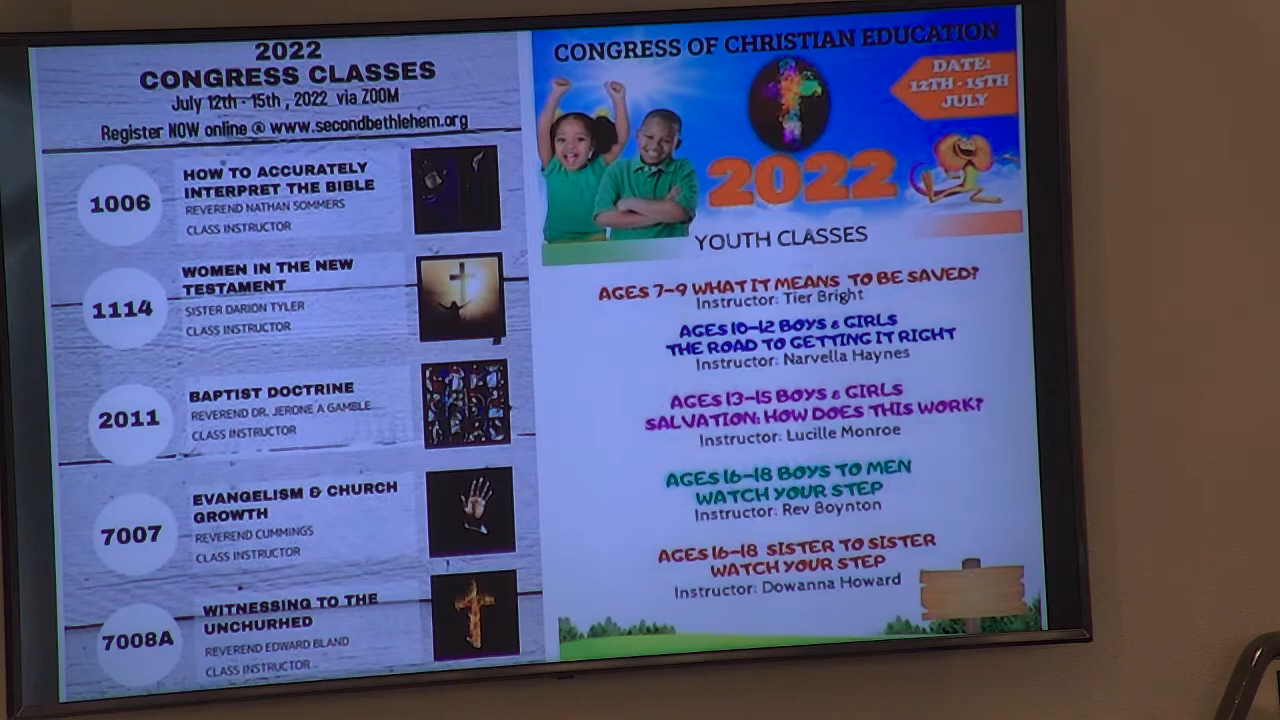 2022
CONGRESS CLASSES
July 12th - 15th , 2022 via ZOOM
Register NOW online @ www.secondbethlehem.org
1006
HOW TO ACCURATELY
INTERPRET THE BIBLE
REVEREND NATHAN SOMMERS
CLASS INSTRUCTOR
1114
WOMEN IN THE NEW
TESTAMENT
SISTER DARION TYLER
CLASS INSTRUCTOR
2011
BAPTIST DOCTRINE
REVEREND DR. JERONE A GAMBLE
CLASS INSTRUCTOR
7007
EVANGELISM & CHURCH
GROWTH
REVEREND CUMMINGS
CLASS INSTRUCTOR
7008A
WITNESSING TO THE
UNCHURHED
REVEREND EDWARD BLAND
CLASS INSTRUCTOR
CONGRESS OF CHRISTIAN EDUCATION
DATE:
12TH - 15TH
JULY
2022
YOUTH CLASSES
AGES 7-9 WHAT IT MEANS TO BE SAVED?
Instructor: Tier Bright
AGES 10-12 BOYS & GIRLS
THE ROAD TO GETTING IT RIGHT
Instructor: Narvella Haynes
AGES 13-15 BOYS & GIRLS
SALVATION: HOW DOES THIS WORK?
Instructor: Lucille Monroe
AGES 16-18 BOYS TO MEN
WATCH YOUR STEP
Instructor: Rev Boynton
AGES 16-18 SISTER TO SISTER
WATCH YOUR STEP
Instructor: Dowanna Howard